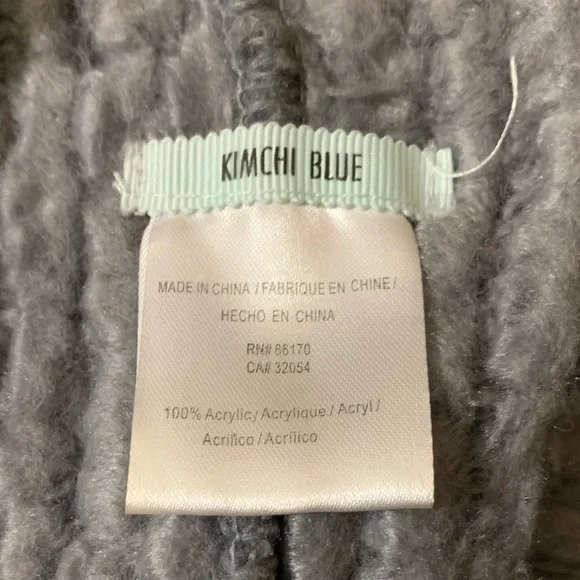 KIMCHI BLUE
MADE IN CHINA / FABRIQUE EN CHINE /
HECHO EN CHINA
RN# 66170
CA# 32054
100% Acrylic / Acrylique / Acryl /
Acrilico / Acrílico